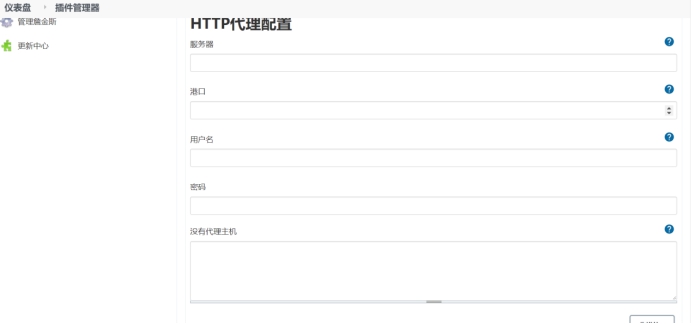 仪表盘 › 插件管理器
管理詹金斯
更新中心
HTTP代理配置
服务器
港口
用户名
密码
没有代理主机